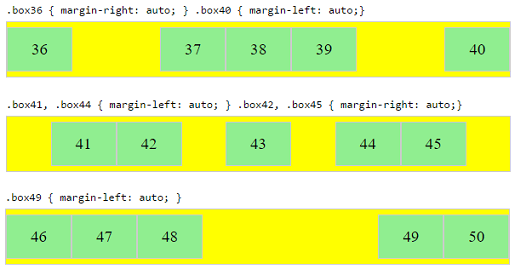 .box36 { margin-right: auto; } .box40 { margin-left: auto;}
36 37 38 39 40
.box41, .box44 { margin-left: auto; } .box42, .box45 { margin-right: auto;}
41 42 43 44 45
.box49 { margin-left: auto; }
46 47 48 49 50